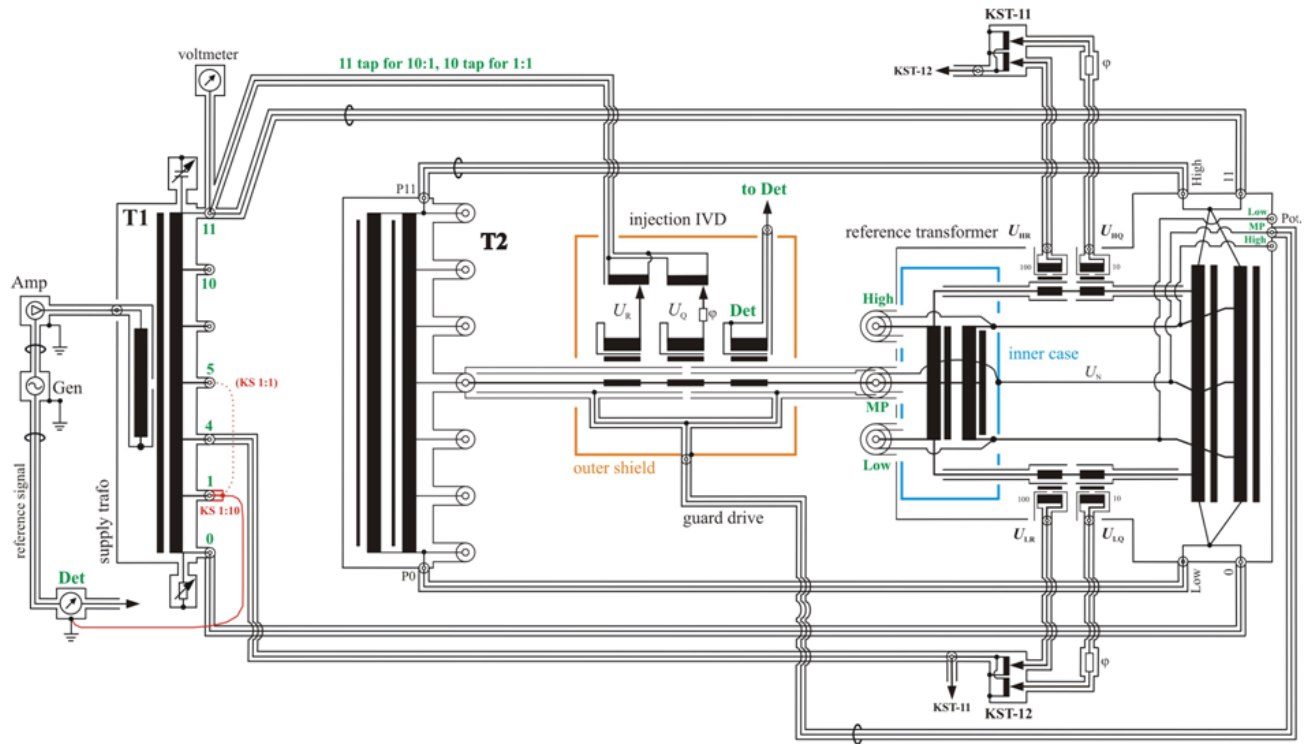 KST-11
voltmeter
11 tap for 10:1, 10 tap for 1:1
KST-12
φ
High
11
P11
to Det
T1
11
injection IVD
T2
reference transformer
U_HR
U_HQ
Low
MP
High
Pot.
100
10
10
Amp
High
U_R
U_Q
φ
Det
inner case
5
(KS 1:1)
Gen
U_N
MP
4
outer shield
Low
reference signal
supply trafo
1
KS 1:10
100
10
guard drive
U_LR
U_LQ
0
P0
Low
0
Det
φ
KST-11
KST-12